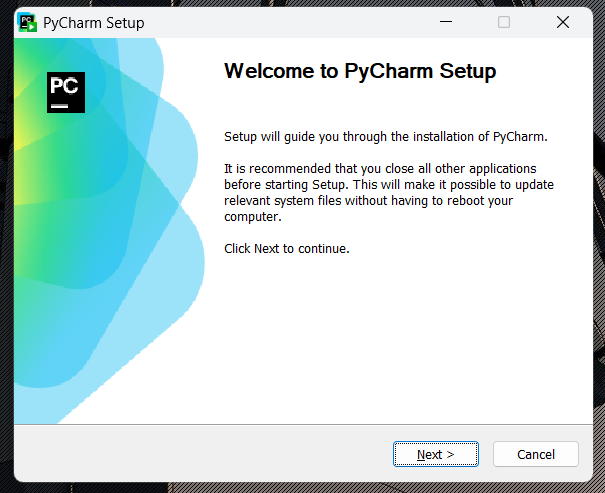 PyCharm Setup
PC
Welcome to PyCharm Setup
Setup will guide you through the installation of PyCharm.
It is recommended that you close all other applications
before starting Setup. This will make it possible to update
relevant system files without having to reboot your
computer.
Click Next to continue.
Next >
Cancel